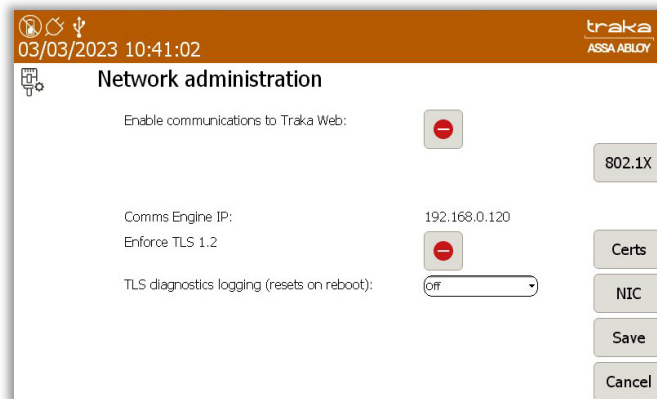 traka
03/03/2023 10:41:02
ASSA ABLOY
Network administration
Enable communications to Traka Web:
802.1X
Comms Engine IP: 192.168.0.120
Enforce TLS 1.2
Certs
TLS diagnostics logging (resets on reboot): Off
NIC
Save
Cancel